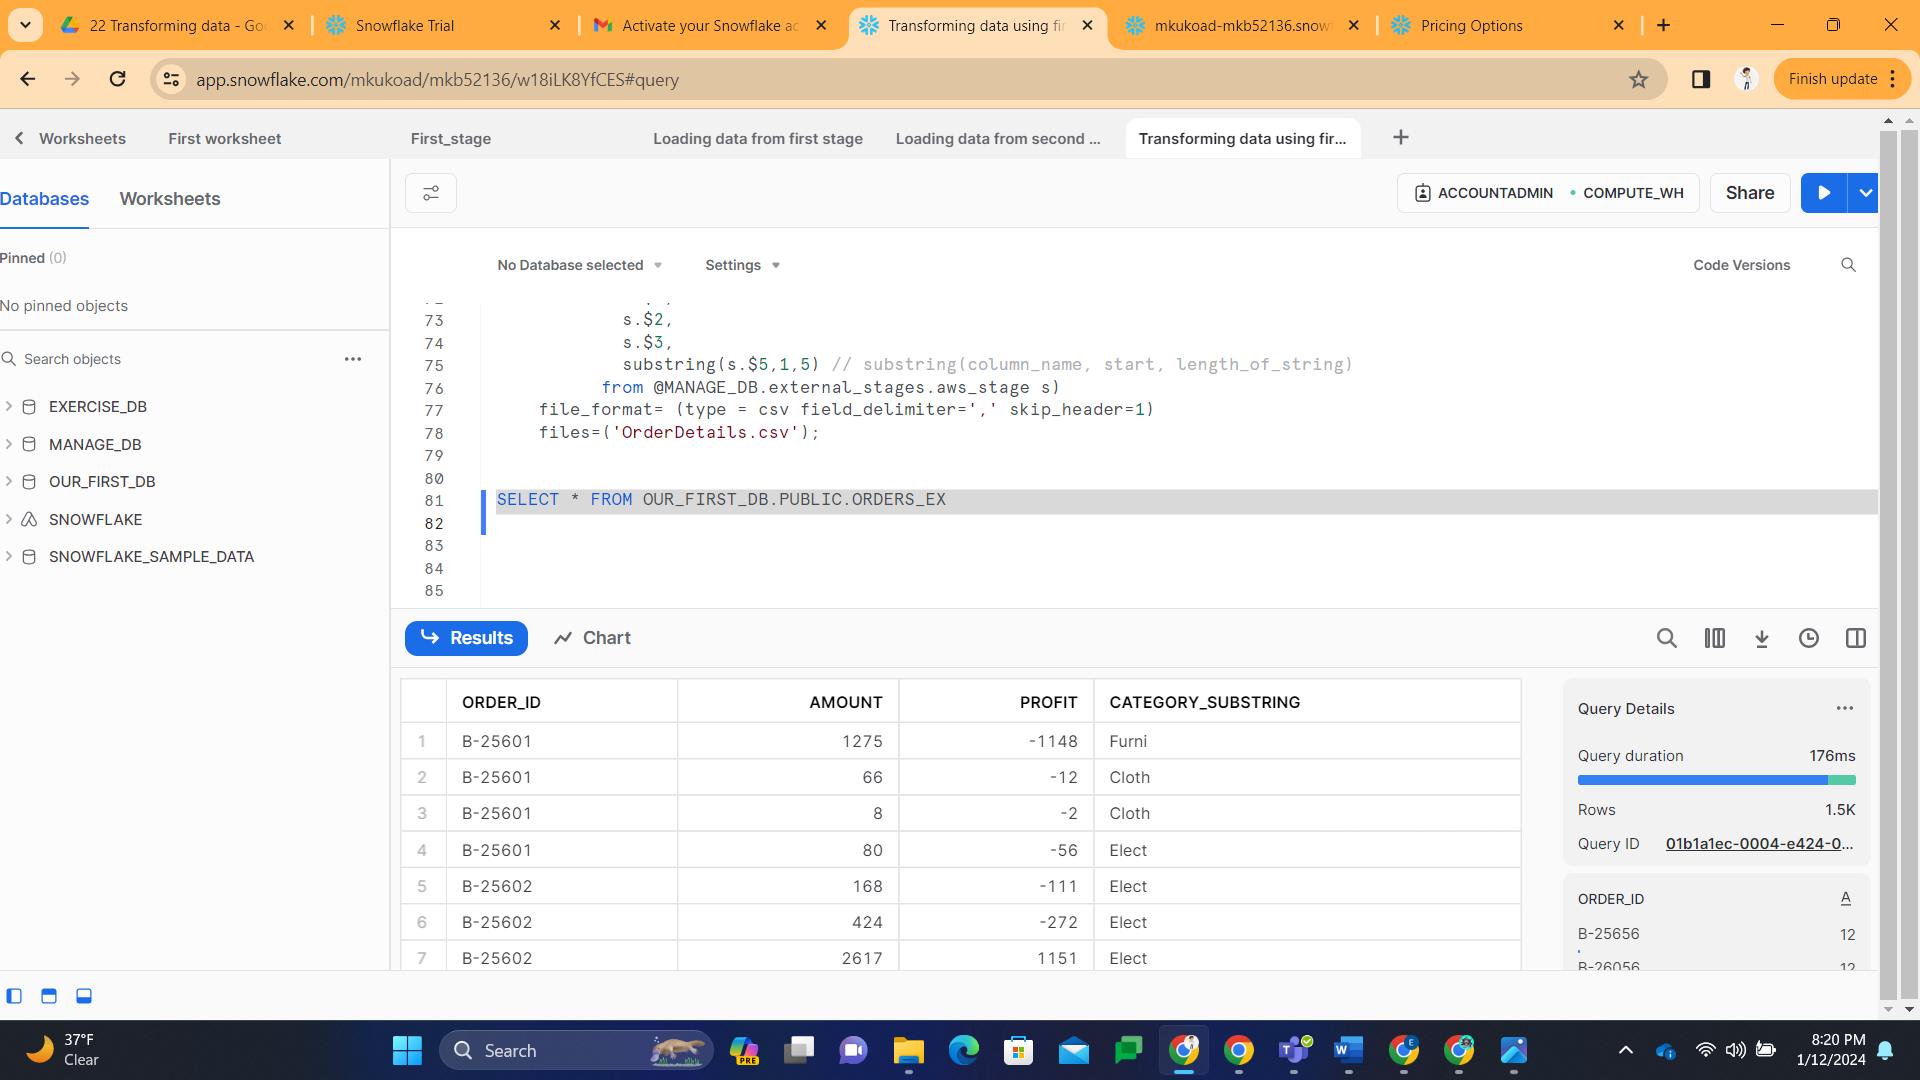 22 Transforming data - Go
Snowflake Trial
Activate your Snowflake ac
Transforming data using fir
mkukoad-mkb52136.snowf
Pricing Options
app.snowflake.com/mkukoad/mkb52136/w18iLK8YfCES#query
Finish update
Worksheets
First worksheet
First_stage
Loading data from first stage
Loading data from second ...
Transforming data using fir...
Databases
Worksheets
ACCOUNTADMIN
COMPUTE_WH
Share
Pinned (0)
No pinned objects
Search objects
EXERCISE_DB
MANAGE_DB
OUR_FIRST_DB
SNOWFLAKE
SNOWFLAKE_SAMPLE_DATA
No Database selected
Settings
Code Versions
73 s.$2,
74 s.$3,
75 substring(s.$5,1,5) // substring(column_name, start, length_of_string)
76 from @MANAGE_DB.external_stages.aws_stage s)
77 file_format= (type = csv field_delimiter=',' skip_header=1)
78 files=('OrderDetails.csv');
79
80
81 SELECT * FROM OUR_FIRST_DB.PUBLIC.ORDERS_EX
82
83
84
85
Results
Chart
ORDER_ID AMOUNT PROFIT CATEGORY_SUBSTRING
1 B-25601 1275 -1148 Furni
2 B-25601 66 -12 Cloth
3 B-25601 8 -2 Cloth
4 B-25601 80 -56 Elect
5 B-25602 168 -111 Elect
6 B-25602 424 -272 Elect
7 B-25602 2617 1151 Elect
Query Details
Query duration 176ms
Rows 1.5K
Query ID 01b1a1ec-0004-e424-0...
ORDER_ID A
B-25656 12
B-26056 12
37°F
Clear
Search
PRE
8:20 PM
1/12/2024